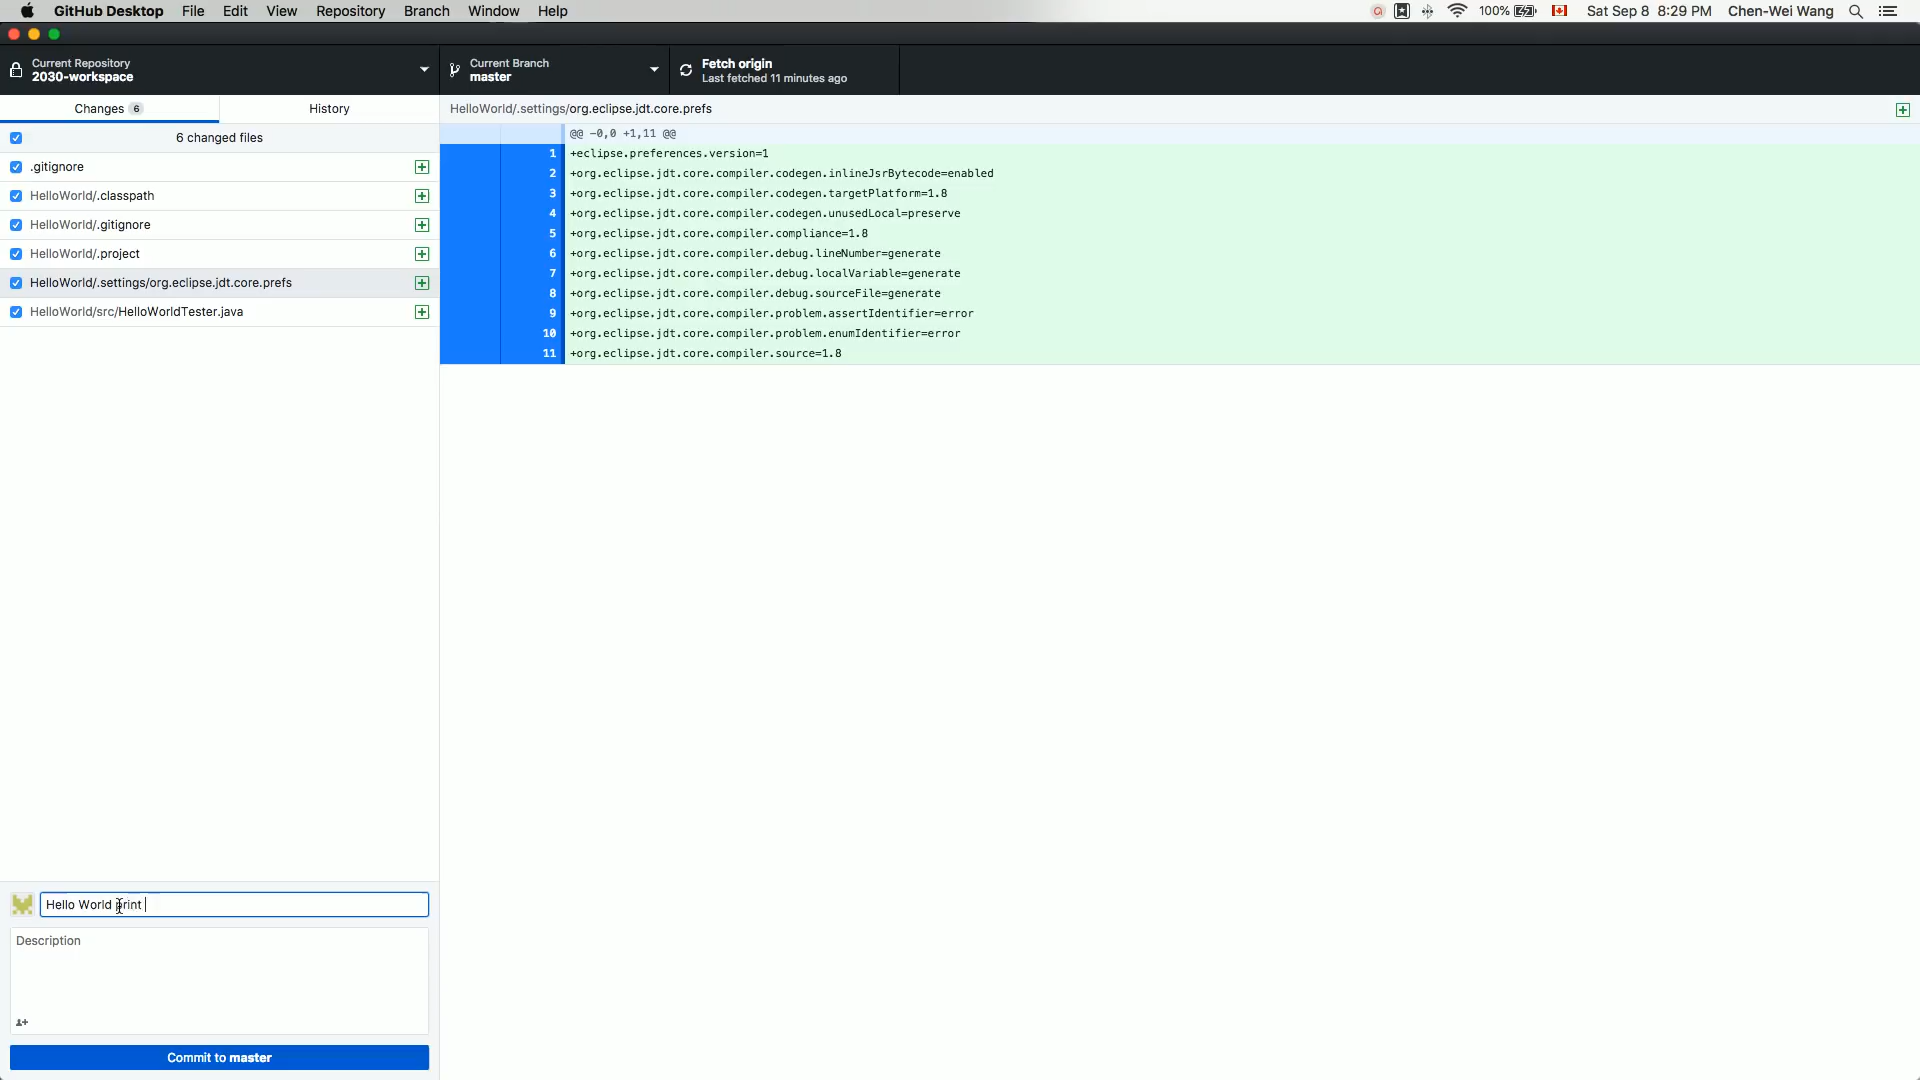 GitHub Desktop File Edit View Repository Branch Window Help 100% Sat Sep 8 8:29 PM Chen-Wei Wang
Current Repository
2030-workspace
Current Branch
master
Fetch origin
Last fetched 11 minutes ago
Changes 6
History
HelloWorld/.settings/org.eclipse.jdt.core.prefs
6 changed files
.gitignore
HelloWorld/.classpath
HelloWorld/.gitignore
HelloWorld/.project
HelloWorld/.settings/org.eclipse.jdt.core.prefs
HelloWorld/src/HelloWorldTester.java
@@ -0,0 +1,11 @@
1 +eclipse.preferences.version=1
2 +org.eclipse.jdt.core.compiler.codegen.inlineJsrBytecode=enabled
3 +org.eclipse.jdt.core.compiler.codegen.targetPlatform=1.8
4 +org.eclipse.jdt.core.compiler.codegen.unusedLocal=preserve
5 +org.eclipse.jdt.core.compiler.compliance=1.8
6 +org.eclipse.jdt.core.compiler.debug.lineNumber=generate
7 +org.eclipse.jdt.core.compiler.debug.localVariable=generate
8 +org.eclipse.jdt.core.compiler.debug.sourceFile=generate
9 +org.eclipse.jdt.core.compiler.problem.assertIdentifier=error
10 +org.eclipse.jdt.core.compiler.problem.enumIdentifier=error
11 +org.eclipse.jdt.core.compiler.source=1.8
Hello World print
Description
Commit to master